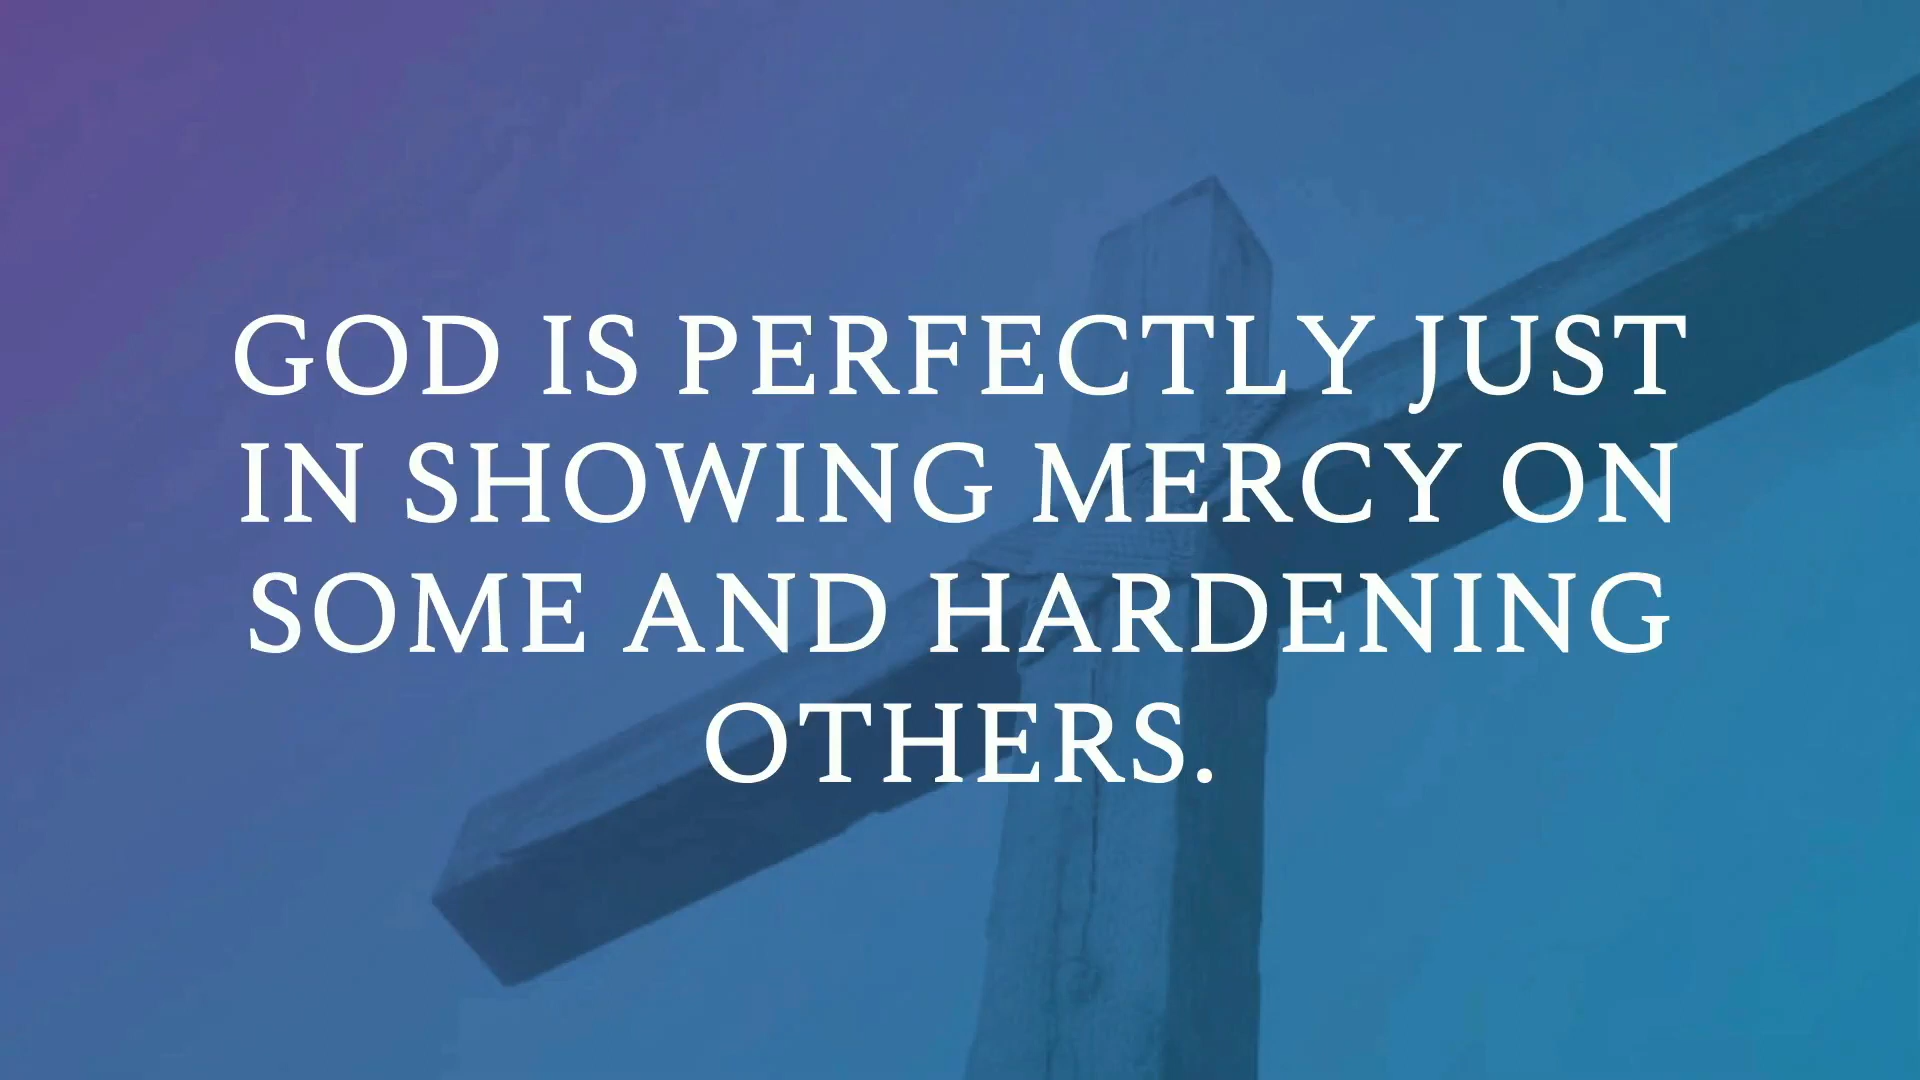 GOD IS PERFECTLY JUST
IN SHOWING MERCY ON
SOME AND HARDENING
OTHERS.